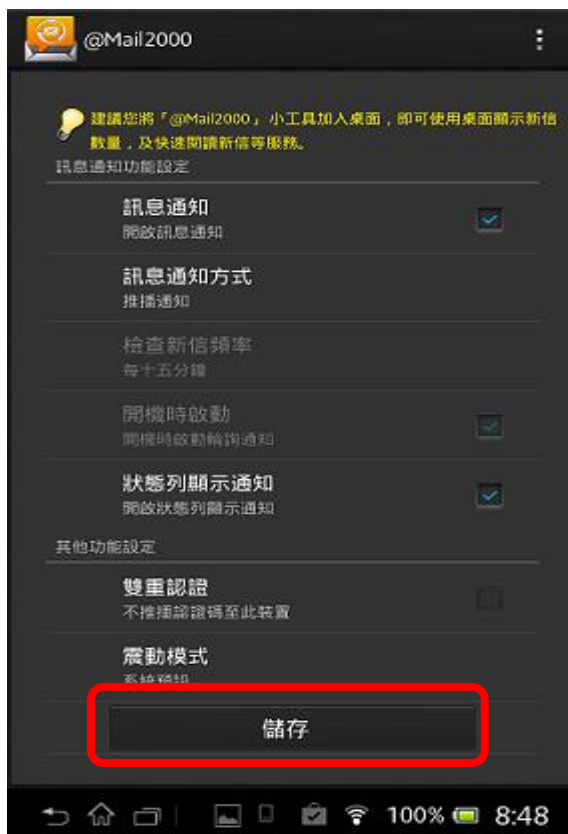 @Mail2000
建議您將「@Mail2000」小工具加入桌面，即可使用桌面顯示新信
數量，及快速閱讀新信等服務。
訊息通知功能設定
訊息通知
開啟訊息通知
訊息通知方式
推播通知
檢查新信頻率
每十五分鐘
開機時啟動
開機時啟動輪詢通知
狀態列顯示通知
開啟狀態列顯示通知
其他功能設定
雙重認證
不推播認證碼至此裝置
震動模式
系統預設
儲存
100% 8:48